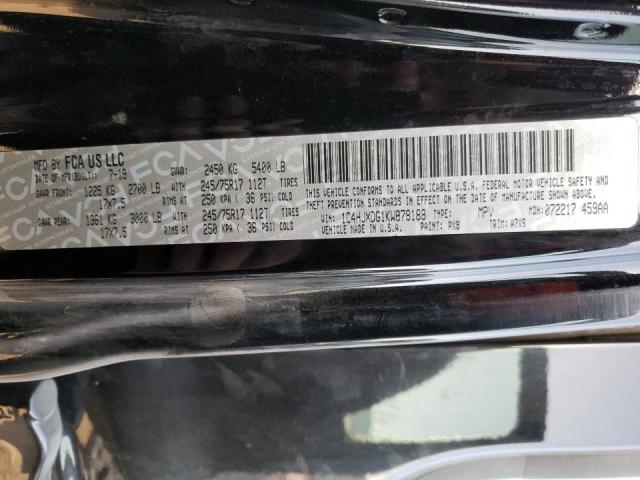 MFD BY FCA US LLC
DATE OF MFR(BUILT): 7-19 GVWR: 2450 KG 5400 LB
GAWR FRONT: 1225 KG 2700 LB WITH 245/75R17 112T TIRES
17X7.5 RIMS AT 250 KPA ( 36 PSI) COLD
GAWR REAR: 1361 KG 3000 LB WITH 245/75R17 112T TIRES
17X7.5 RIMS AT 250 KPA ( 36 PSI) COLD
THIS VEHICLE CONFORMS TO ALL APPLICABLE U.S.A. FEDERAL MOTOR VEHICLE SAFETY, BUMPER, AND
THEFT PREVENTION STANDARDS IN EFFECT ON THE DATE OF MANUFACTURE SHOWN ABOVE.
VIN: 1C4HJXDG1KW879183 TYPE: MPV MDH: 072217 459AA
VEHICLE MADE IN U.S.A. PAINT: PX8 TRIM: A7X9